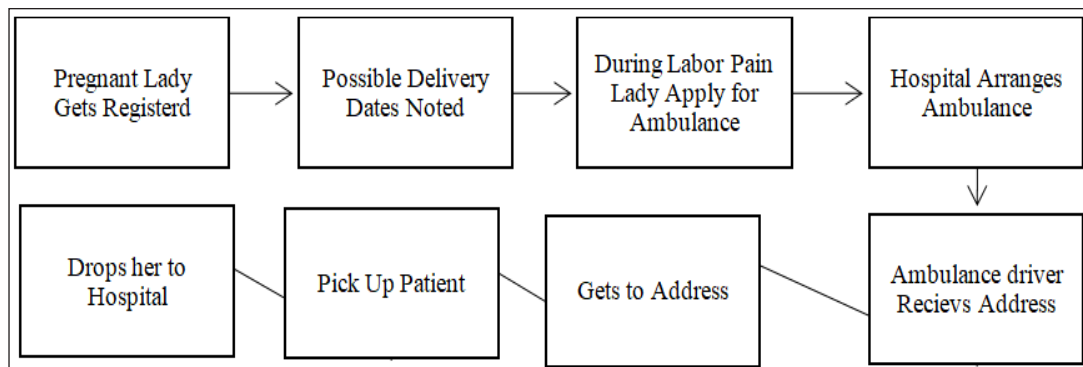 Pregnant Lady
Gets Registerd
Possible Delivery
Dates Noted
During Labor Pain
Lady Apply for
Ambulance
Hospital Arranges
Ambulance
Drops her to
Hospital
Pick Up Patient
Gets to Address
Ambulance driver
Recievs Address